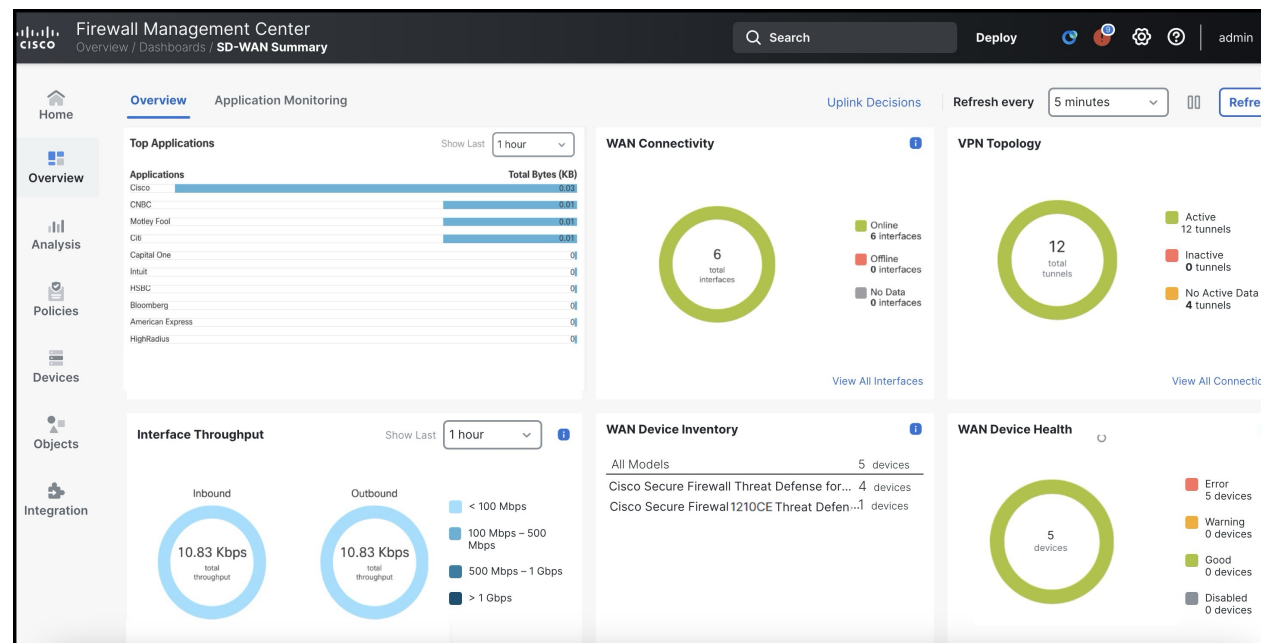 Firewall Management Center
CISCO
Overview / Dashboards / SD-WAN Summary
Search
Deploy
admin
Home
Overview
Analysis
Policies
Devices
Objects
Integration
Overview
Application Monitoring
Uplink Decisions
Refresh every
5 minutes
Refre
Top Applications
Show Last
1 hour
Applications
Total Bytes (KB)
Cisco
0.03
CNBC
0.01
Motley Fool
0.01
Citi
0.01
Capital One
0
Intuit
0
HSBC
0
Bloomberg
0
American Express
0
HighRadius
0
WAN Connectivity
6
total
interfaces
Online
6 interfaces
Offline
0 interfaces
No Data
0 interfaces
View All Interfaces
VPN Topology
12
total
tunnels
Active
12 tunnels
Inactive
0 tunnels
No Active Data
4 tunnels
View All Connectio
Interface Throughput
Show Last
1 hour
Inbound
10.83 Kbps
total
throughput
Outbound
10.83 Kbps
total
throughput
< 100 Mbps
100 Mbps – 500
Mbps
500 Mbps – 1 Gbps
> 1 Gbps
WAN Device Inventory
All Models 5 devices
Cisco Secure Firewall Threat Defense for... 4 devices
Cisco Secure Firewal 1210CE Threat Defen...1 devices
WAN Device Health
5
devices
Error
5 devices
Warning
0 devices
Good
0 devices
Disabled
0 devices